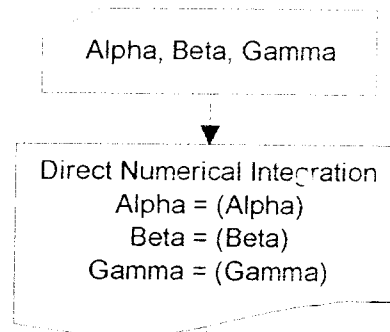 Alpha, Beta, Gamma
Direct Numerical Integration
Alpha = (Alpha)
Beta = (Beta)
Gamma = (Gamma)